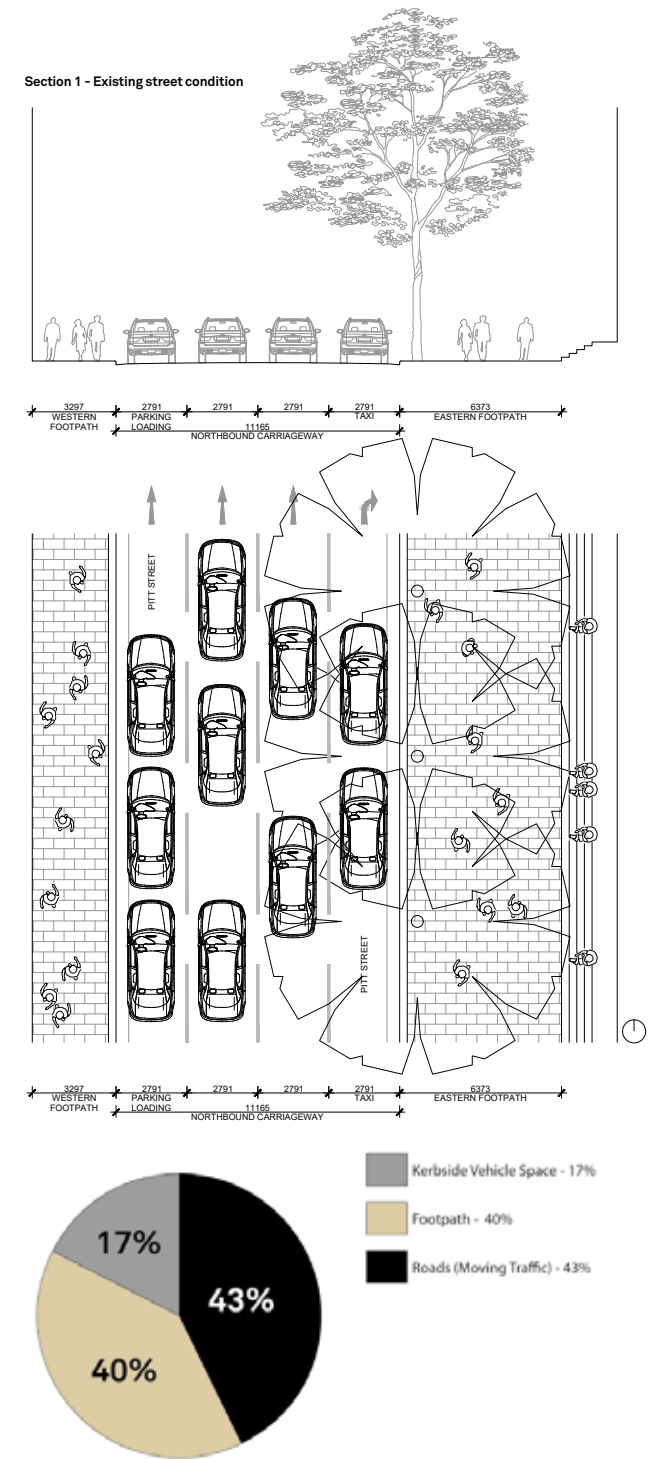 Section 1 - Existing street condition
3297 2791 2791 2791 2791 6373
WESTERN FOOTPATH PARKING LOADING TAXI EASTERN FOOTPATH
11165
NORTHBOUND CARRIAGEWAY
PITT STREET
PITT STREET
3297 2791 2791 2791 2791 6373
WESTERN FOOTPATH PARKING LOADING TAXI EASTERN FOOTPATH
11165
NORTHBOUND CARRIAGEWAY
Kerbside Vehicle Space - 17%
Footpath - 40%
Roads (Moving Traffic) - 43%
17%
43%
40%